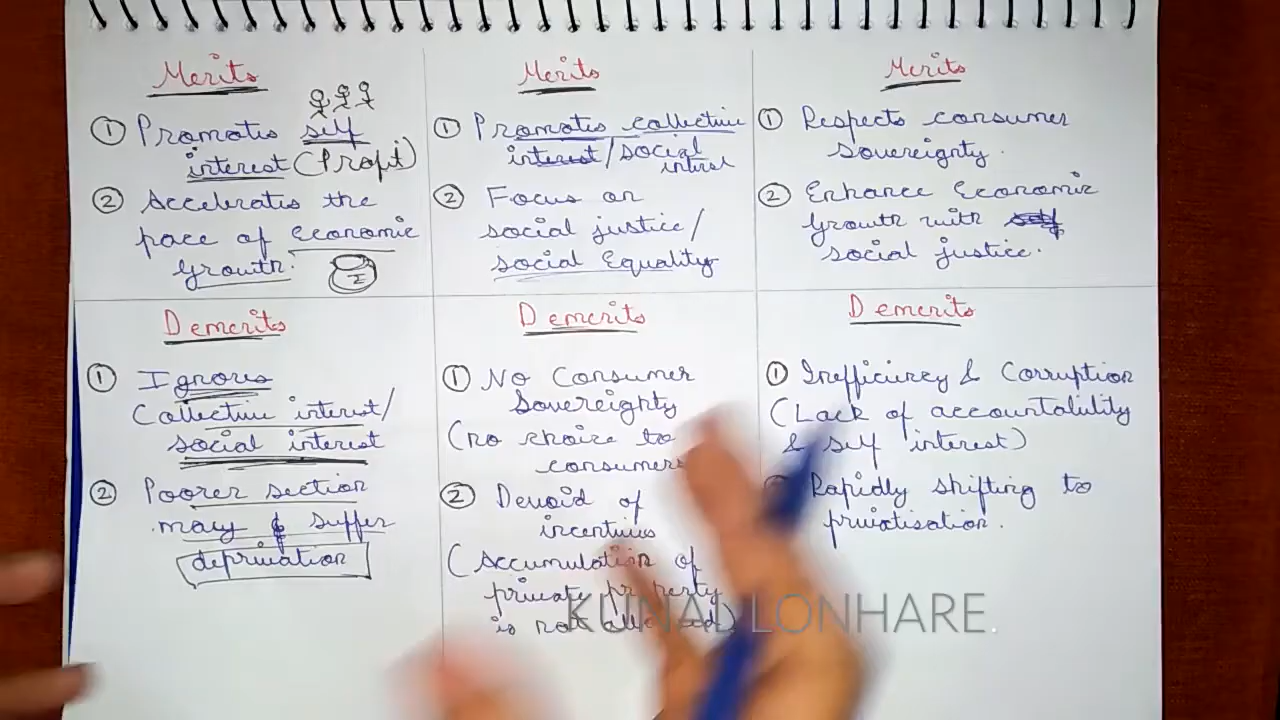 Merits
① Promotes self
interest (Profit)
② Accelerates the
pace of economic
growth.
Merits
① Promotes collective
interest/social
interest
② Focus on
social justice/
social Equality
Merits
① Respects consumer
sovereignty.
② Enhance Economic
growth with
social justice.
Demerits
① Ignores
Collective interest/
social interest
② Poorer section
may suffer
deprivation
Demerits
① No Consumer
Sovereignty
(no choice to
consumers
② Devoid of
incentives
(Accumulation of
private property
is not
Demerits
① Inefficiency & Corruption
(Lack of accountability
& self interest)
Rapidly shifting to
privatisation.
KUNAL LONHARE.